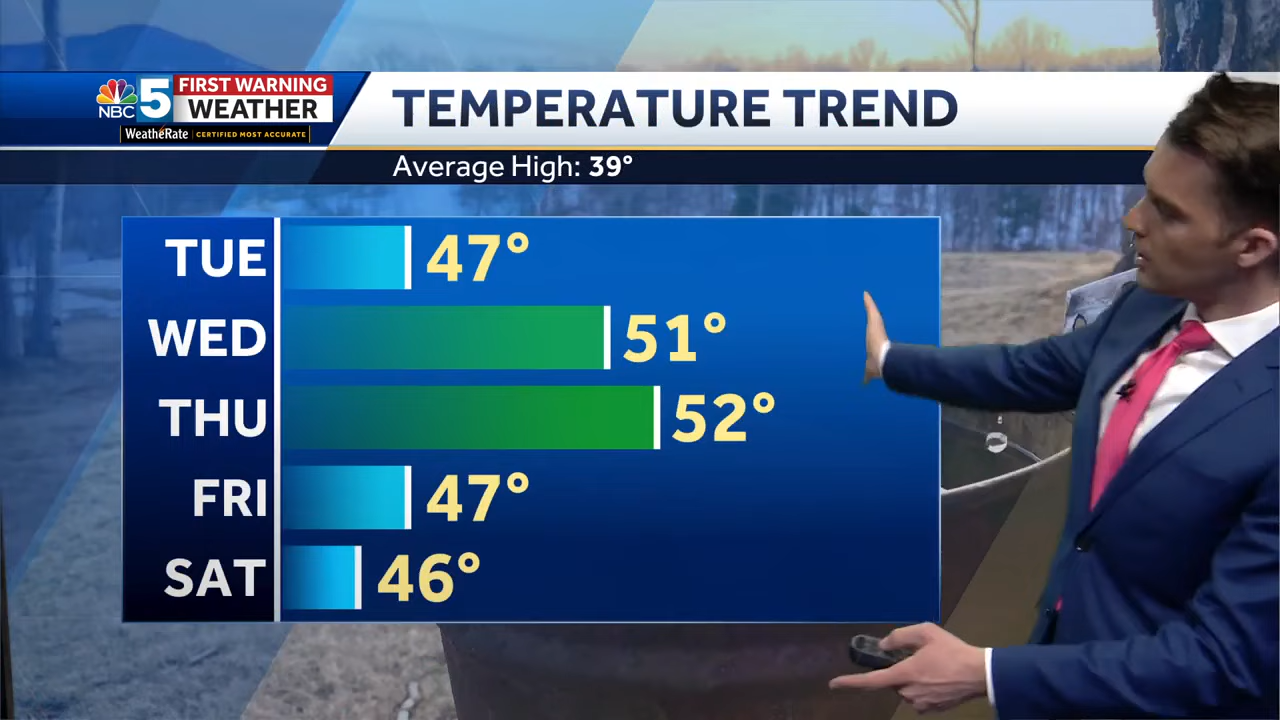 NBC 5 FIRST WARNING WEATHER
WeatheRate CERTIFIED MOST ACCURATE
TEMPERATURE TREND
Average High: 39°
TUE 47°
WED 51°
THU 52°
FRI 47°
SAT 46°